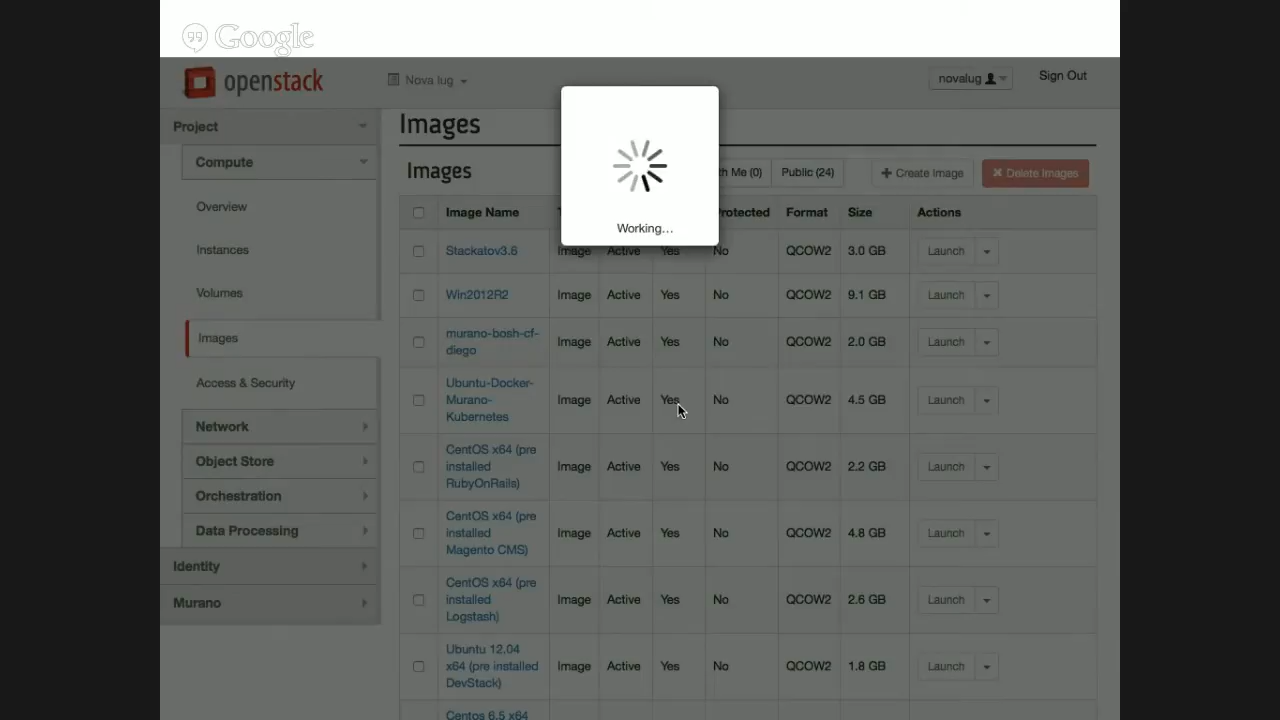 Google
openstack
Nova lug
novalug
Sign Out
Project
Compute
Overview
Instances
Volumes
Images
Access & Security
Network
Object Store
Orchestration
Data Processing
Identity
Murano
Images
Images
th Me (0)
Public (24)
+ Create Image
✖ Delete Images
Working...
Image Name
Protected
Format
Size
Actions
Stackatov3.6 Image Active Yes No QCOW2 3.0 GB Launch
Win2012R2 Image Active Yes No QCOW2 9.1 GB Launch
murano-bosh-cf-
diego
Image Active Yes No QCOW2 2.0 GB Launch
Ubuntu-Docker-
Murano-
Kubernetes
Image Active Yes No QCOW2 4.5 GB Launch
CentOS x64 (pre
installed
RubyOnRails)
Image Active Yes No QCOW2 2.2 GB Launch
CentOS x64 (pre
installed
Magento CMS)
Image Active Yes No QCOW2 4.8 GB Launch
CentOS x64 (pre
installed
Logstash)
Image Active Yes No QCOW2 2.6 GB Launch
Ubuntu 12.04
x64 (pre installed
DevStack)
Image Active Yes No QCOW2 1.8 GB Launch
Centos 6.5 x64